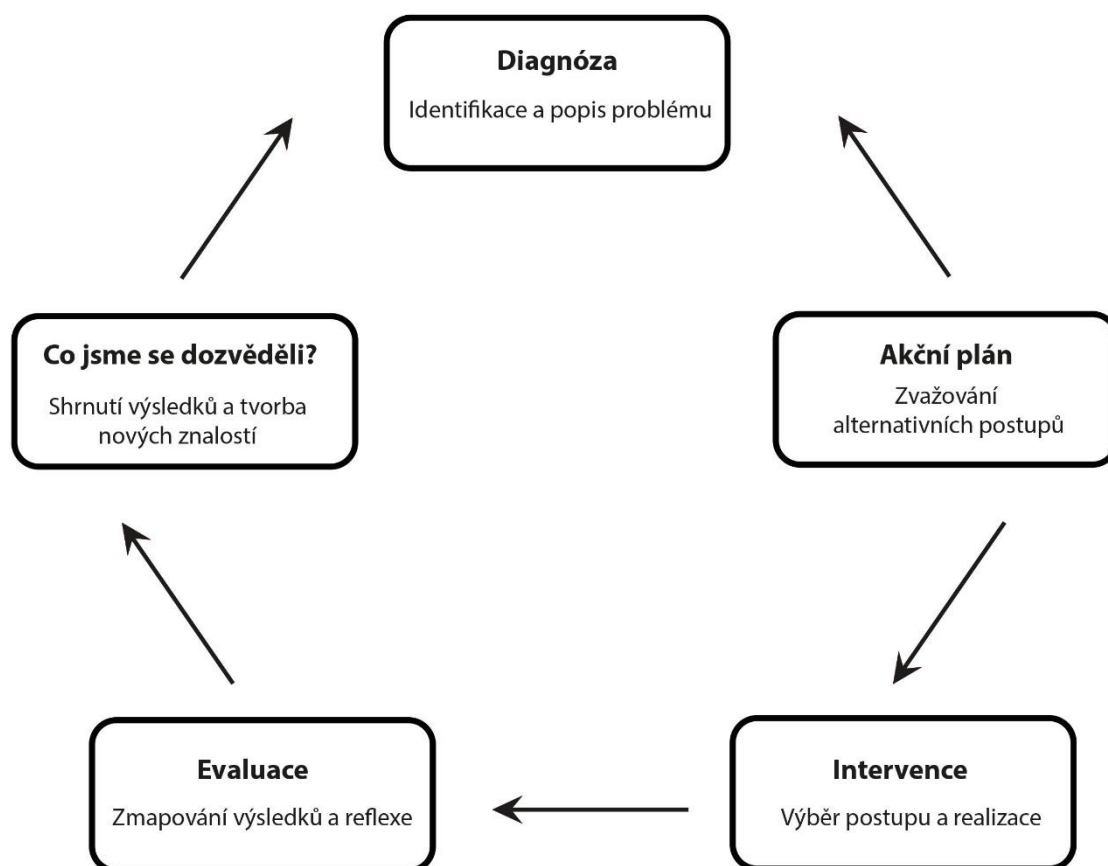 Diagnóza
Identifikace a popis problému
Co jsme se dozvěděli?
Shrnutí výsledků a tvorba
nových znalostí
Akční plán
Zvažování
alternativních postupů
Evaluace
Zmapování výsledků a reflexe
Intervence
Výběr postupu a realizace